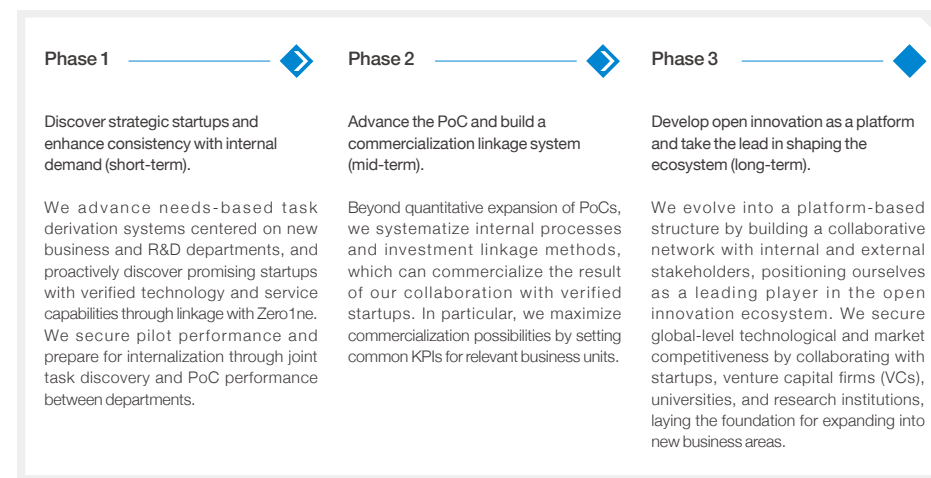 Phase 1
Discover strategic startups and
enhance consistency with internal
demand (short-term).
We advance needs-based task
derivation systems centered on new
business and R&D departments, and
proactively discover promising startups
with verified technology and service
capabilities through linkage with Zero1ne.
We secure pilot performance and
prepare for internalization through joint
task discovery and PoC performance
between departments.
Phase 2
Advance the PoC and build a
commercialization linkage system
(mid-term).
Beyond quantitative expansion of PoCs,
we systematize internal processes
and investment linkage methods,
which can commercialize the result
of our collaboration with verified
startups. In particular, we maximize
commercialization possibilities by setting
common KPIs for relevant business units.
Phase 3
Develop open innovation as a platform
and take the lead in shaping the
ecosystem (long-term).
We evolve into a platform-based
structure by building a collaborative
network with internal and external
stakeholders, positioning ourselves
as a leading player in the open
innovation ecosystem. We secure
global-level technological and market
competitiveness by collaborating with
startups, venture capital firms (VCs),
universities, and research institutions,
laying the foundation for expanding into
new business areas.